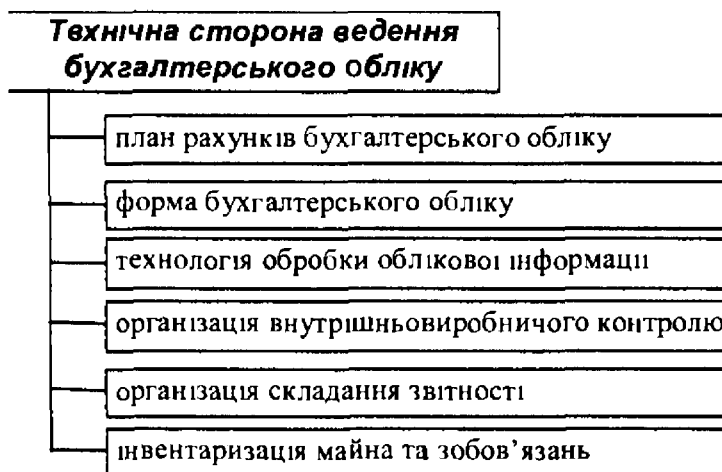 Технічна сторона ведення
бухгалтерського обліку
план рахунків бухгалтерського обліку
форма бухгалтерського обліку
технологія обробки облікової інформації
організація внутрішньовиробничого контролю
організація складання звітності
інвентаризація майна та зобов’язань